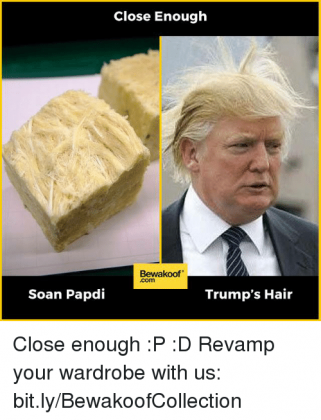 Close Enough
Bewakoof®
.com
Soan Papdi
Trump's Hair
Close enough :P :D Revamp
your wardrobe with us:
bit.ly/BewakoofCollection